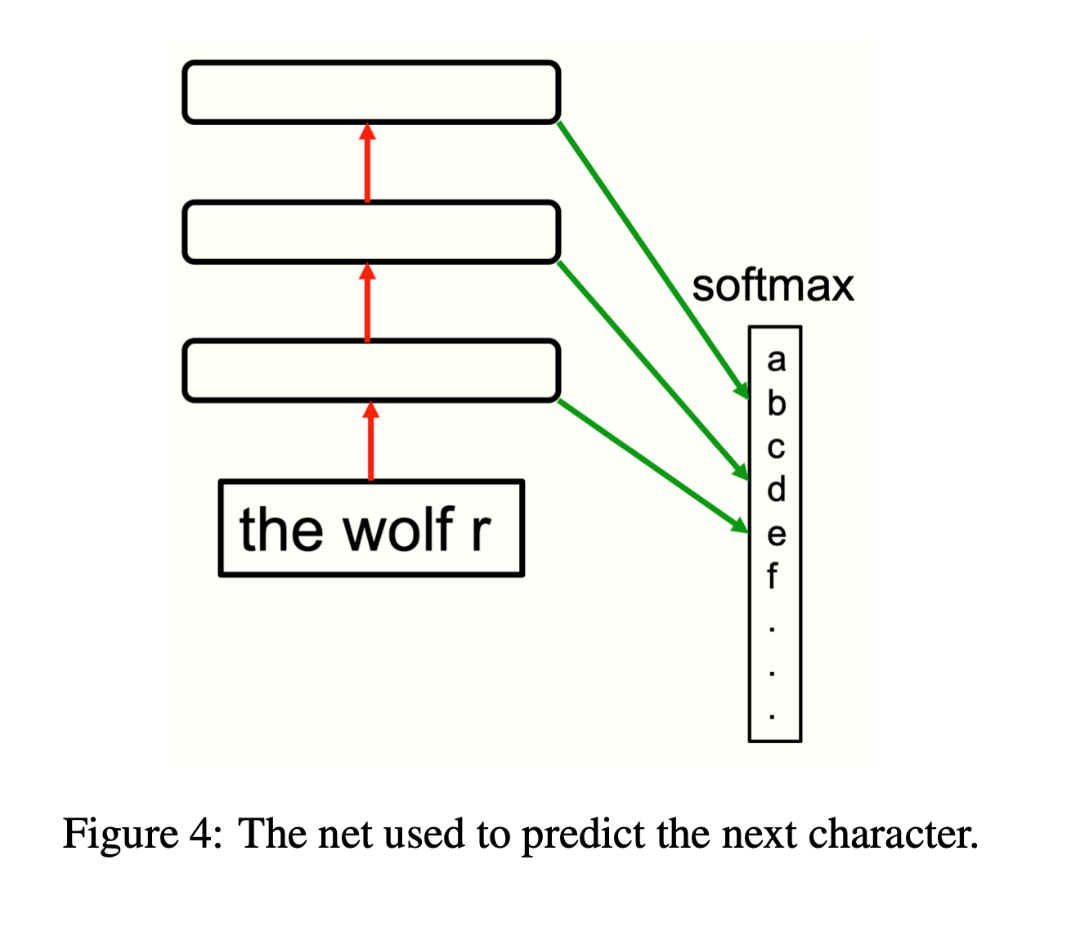 softmax
a
b
c
d
e
f
.
.
.
the wolf r
Figure 4: The net used to predict the next character.